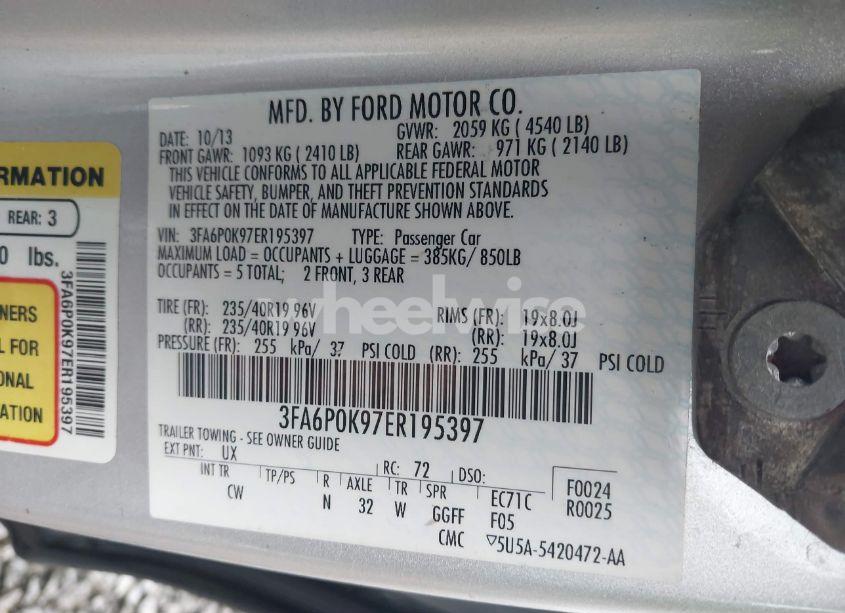 MFD. BY FORD MOTOR CO.
DATE: 10/13 GVWR: 2059 KG ( 4540 LB)
FRONT GAWR: 1093 KG ( 2410 LB) REAR GAWR: 971 KG ( 2140 LB)
THIS VEHICLE CONFORMS TO ALL APPLICABLE FEDERAL MOTOR
VEHICLE SAFETY, BUMPER, AND THEFT PREVENTION STANDARDS
IN EFFECT ON THE DATE OF MANUFACTURE SHOWN ABOVE.
VIN: 3FA6P0K97ER195397 TYPE: Passenger Car
MAXIMUM LOAD = OCCUPANTS + LUGGAGE = 385KG/ 850LB
OCCUPANTS = 5 TOTAL; 2 FRONT, 3 REAR
TIRE (FR): 235/40R19 96V RIMS (FR): 19x8.0J
(RR): 235/40R19 96V (RR): 19x8.0J
PRESSURE (FR): 255 kPa/ 37 PSI COLD (RR): 255 kPa/ 37 PSI COLD
3FA6P0K97ER195397
TRAILER TOWING - SEE OWNER GUIDE
EXT PNT: UX RC: 72 DSO:
INT TR TP/PS R AXLE TR SPR EC71C F0024
CW N 32 W GGFF F05 R0025
CMC ▽5U5A-5420472-AA
RMATION
REAR: 3
0 lbs.
NERS
L FOR
ONAL
ATION
3FA6P0K97ER195397
wheelwise